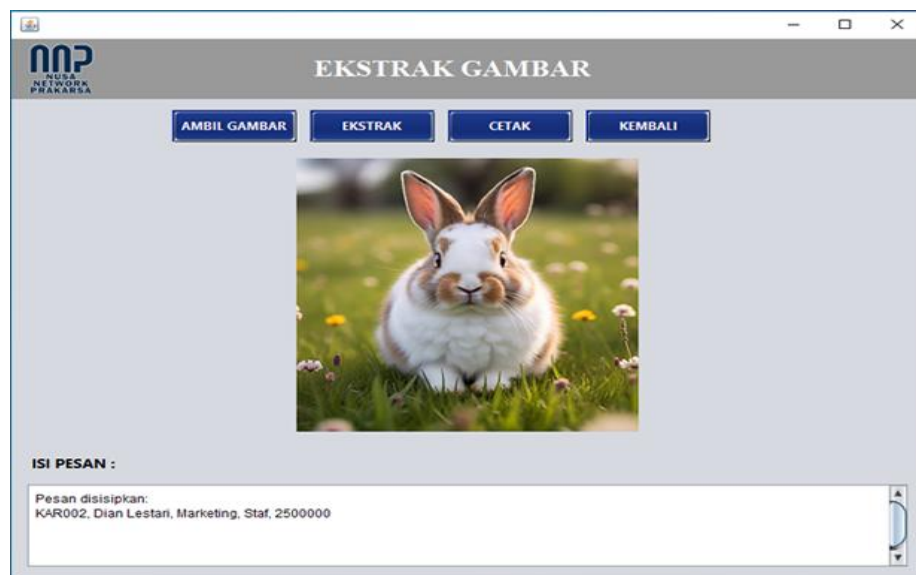 NNP
NUSA
NETWORK
PRAKARSA
EKSTRAK GAMBAR
AMBIL GAMBAR
EKSTRAK
CETAK
KEMBALI
ISI PESAN :
Pesan disisipkan:
KAR002, Dian Lestari, Marketing, Staf, 2500000